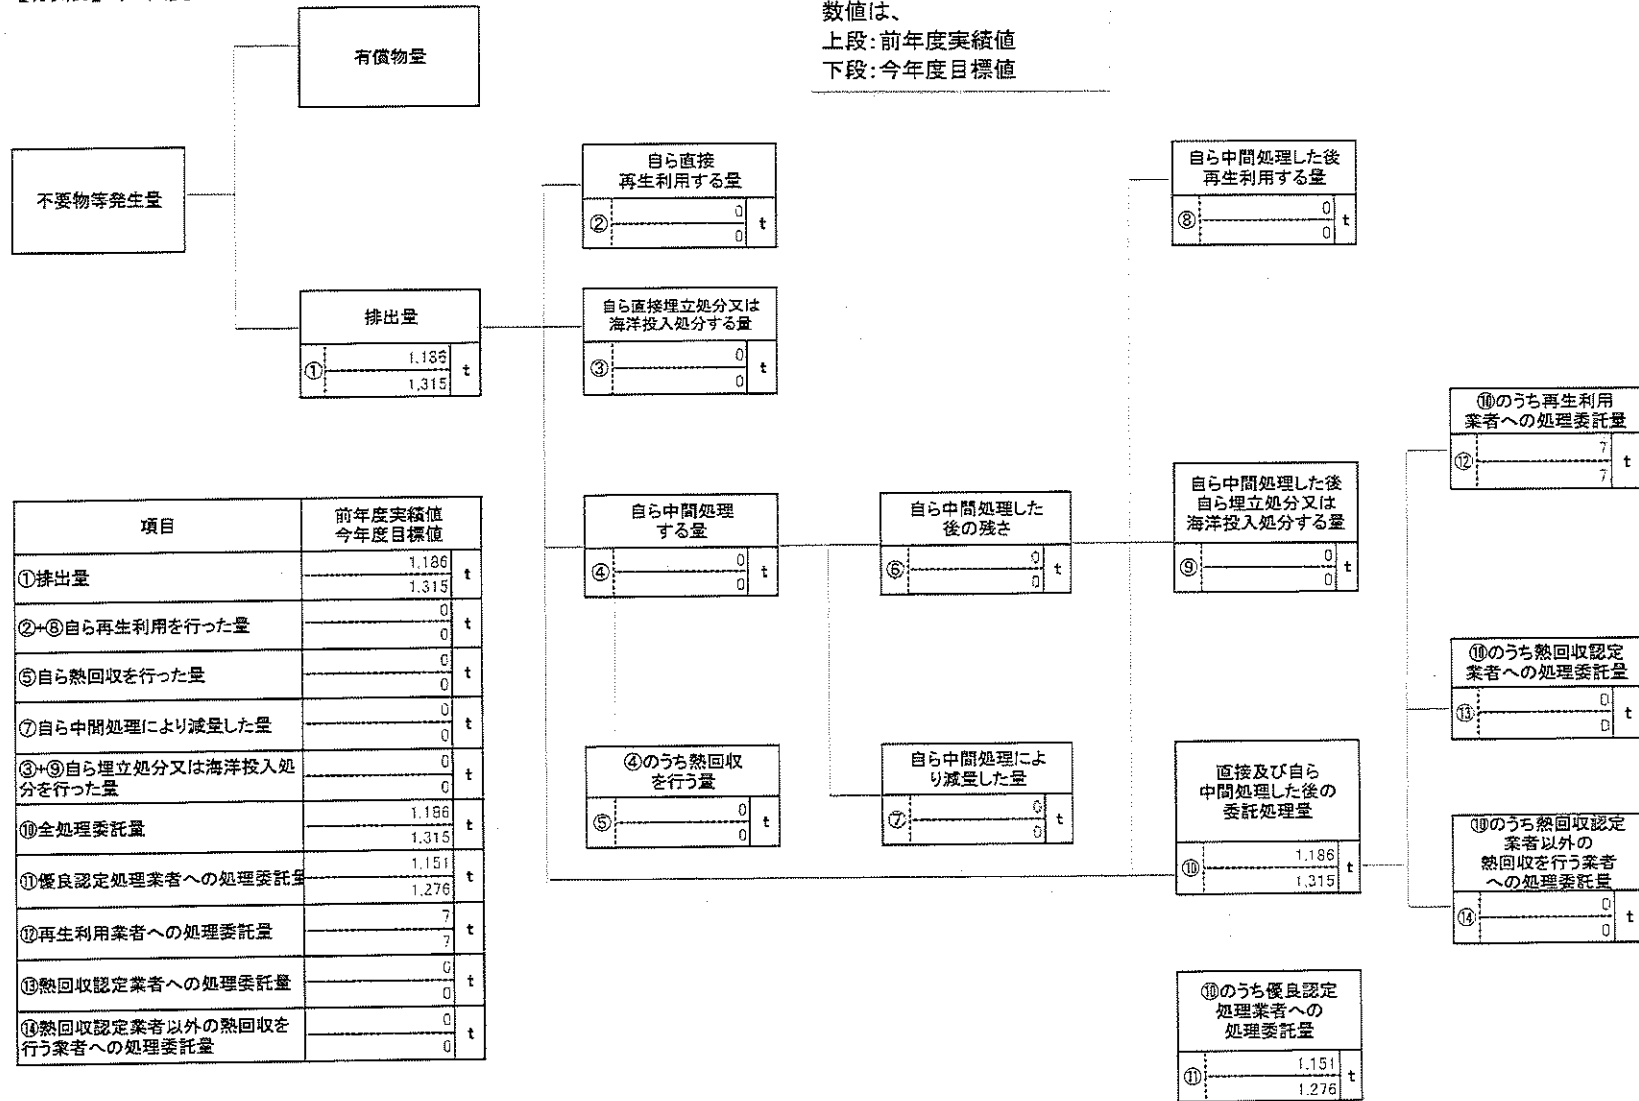 数値は、
上段:前年度実績値
下段:今年度目標値
有償物量
不要物等発生量
排出量
①
1,186
1,315
t
自ら直接
再生利用する量
②
0
0
t
自ら直接埋立処分又は
海洋投入処分する量
③
0
0
t
自ら中間処理
する量
④
0
0
t
④のうち熱回収
を行う量
⑤
0
0
t
自ら中間処理した
後の残さ
⑥
0
0
t
自ら中間処理によ
り減量した量
⑦
0
0
t
自ら中間処理した後
再生利用する量
⑧
0
0
t
自ら中間処理した後
自ら埋立処分又は
海洋投入処分する量
⑨
0
0
t
直接及び自ら
中間処理した後の
委託処理量
⑩
1,186
1,315
t
⑩のうち優良認定
処理業者への
処理委託量
⑪
1,151
1,276
t
⑩のうち再生利用
業者への処理委託量
⑫
7
7
t
⑩のうち熱回収認定
業者への処理委託量
⑬
0
0
t
⑩のうち熱回収認定
業者以外の
熱回収を行う業者
への処理委託量
⑭
0
0
t
項目
前年度実績値
今年度目標値
①排出量
1,186
1,315
t
②+⑧自ら再生利用を行った量
0
0
t
⑤自ら熱回収を行った量
0
0
t
⑦自ら中間処理により減量した量
0
0
t
③+⑨自ら埋立処分又は海洋投入処
分を行った量
0
0
t
⑩全処理委託量
1,186
1,315
t
⑪優良認定処理業者への処理委託量
1,151
1,276
t
⑫再生利用業者への処理委託量
7
7
t
⑬熱回収認定業者への処理委託量
0
0
t
⑭熱回収認定業者以外の熱回収を
行う業者への処理委託量
0
0
t